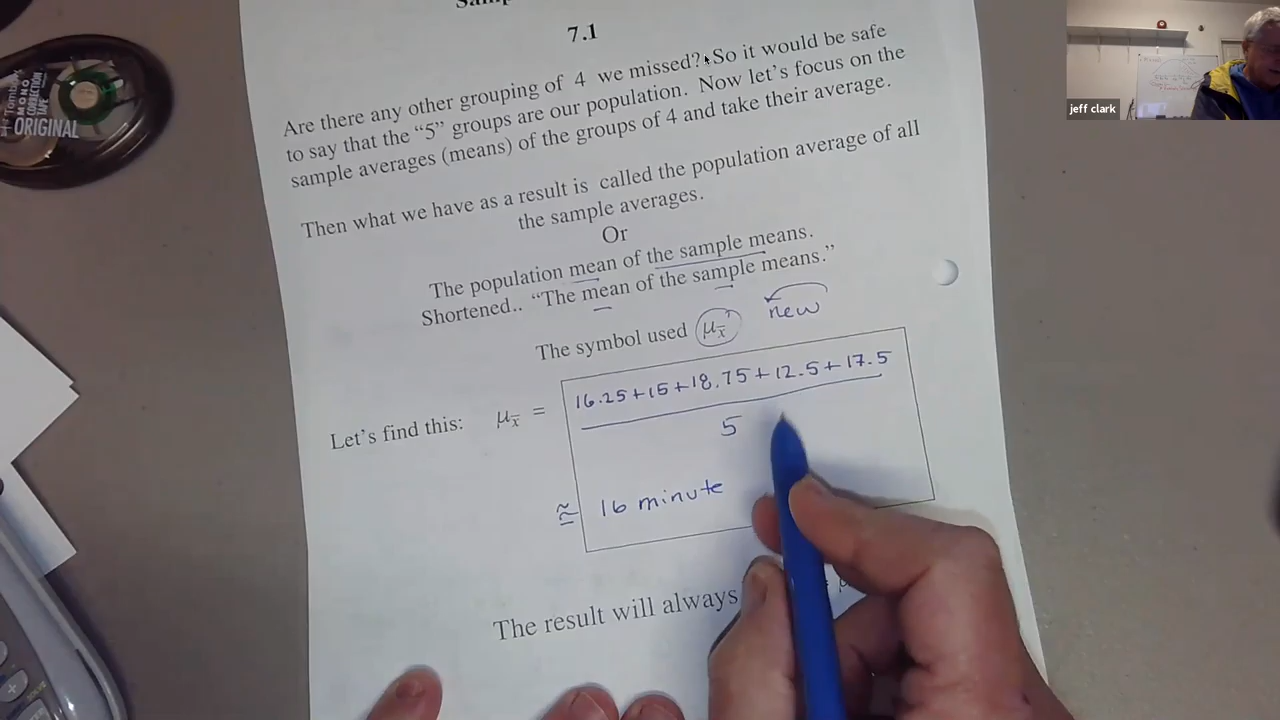 7.1
Are there any other grouping of 4 we missed? So it would be safe
to say that the “5” groups are our population. Now let’s focus on the
sample averages (means) of the groups of 4 and take their average.
Then what we have as a result is called the population average of all
the sample averages.
Or
The population mean of the sample means.
Shortened.. “The mean of the sample means.”
The symbol used μx̄ new
Let’s find this: μx̄ =
16.25+15+18.75+12.5+17.5
5
≅ 16 minute
The result will always
Tombow
MONO
CORRECTION
TAPE
ORIGINAL
jeff clark